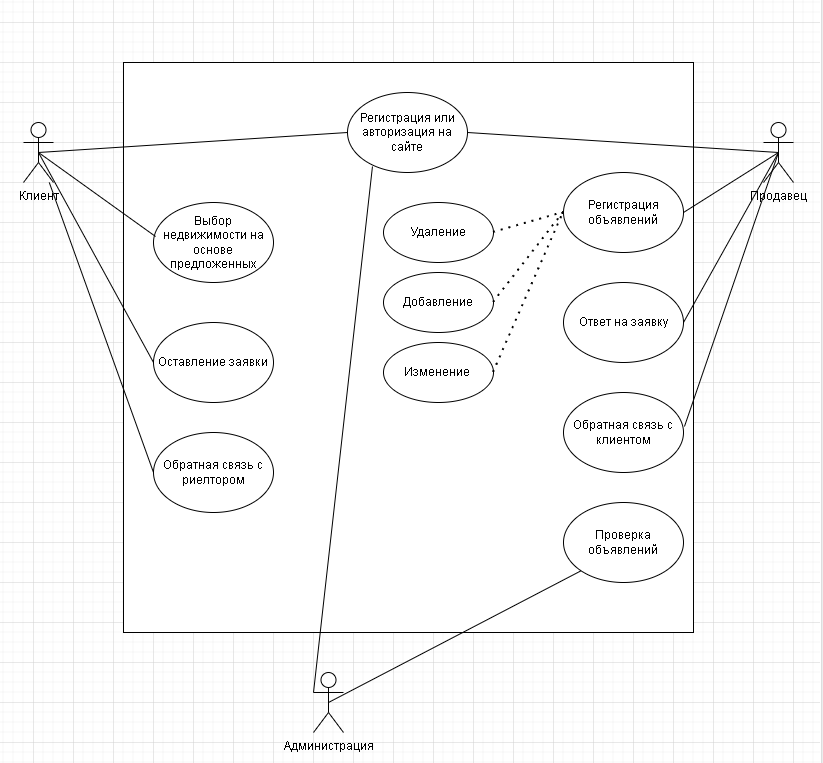 Регистрация или
авторизация на
сайте
Клиент
Продавец
Выбор
недвижимости на
основе
предложенных
Удаление
Регистрация
объявлений
Добавление
Ответ на заявку
Оставление заявки
Изменение
Обратная связь с
клиентом
Обратная связь с
риелтором
Проверка
объявлений
Администрация